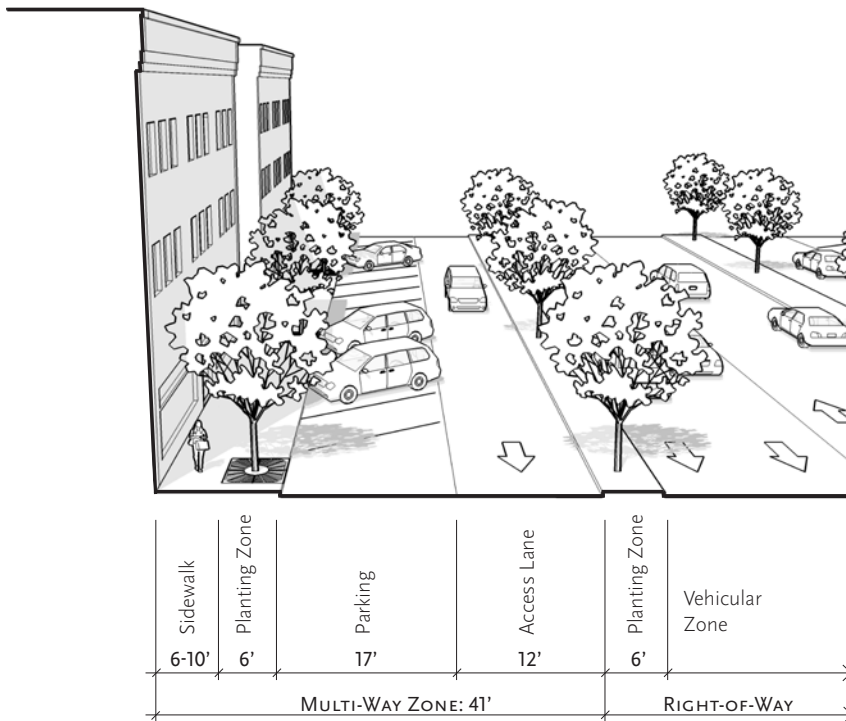 Sidewalk
Planting Zone
Parking
Access Lane
Planting Zone
Vehicular
Zone
6-10’
6’
17’
12’
6’
Multi-Way Zone: 41’
Right-of-Way